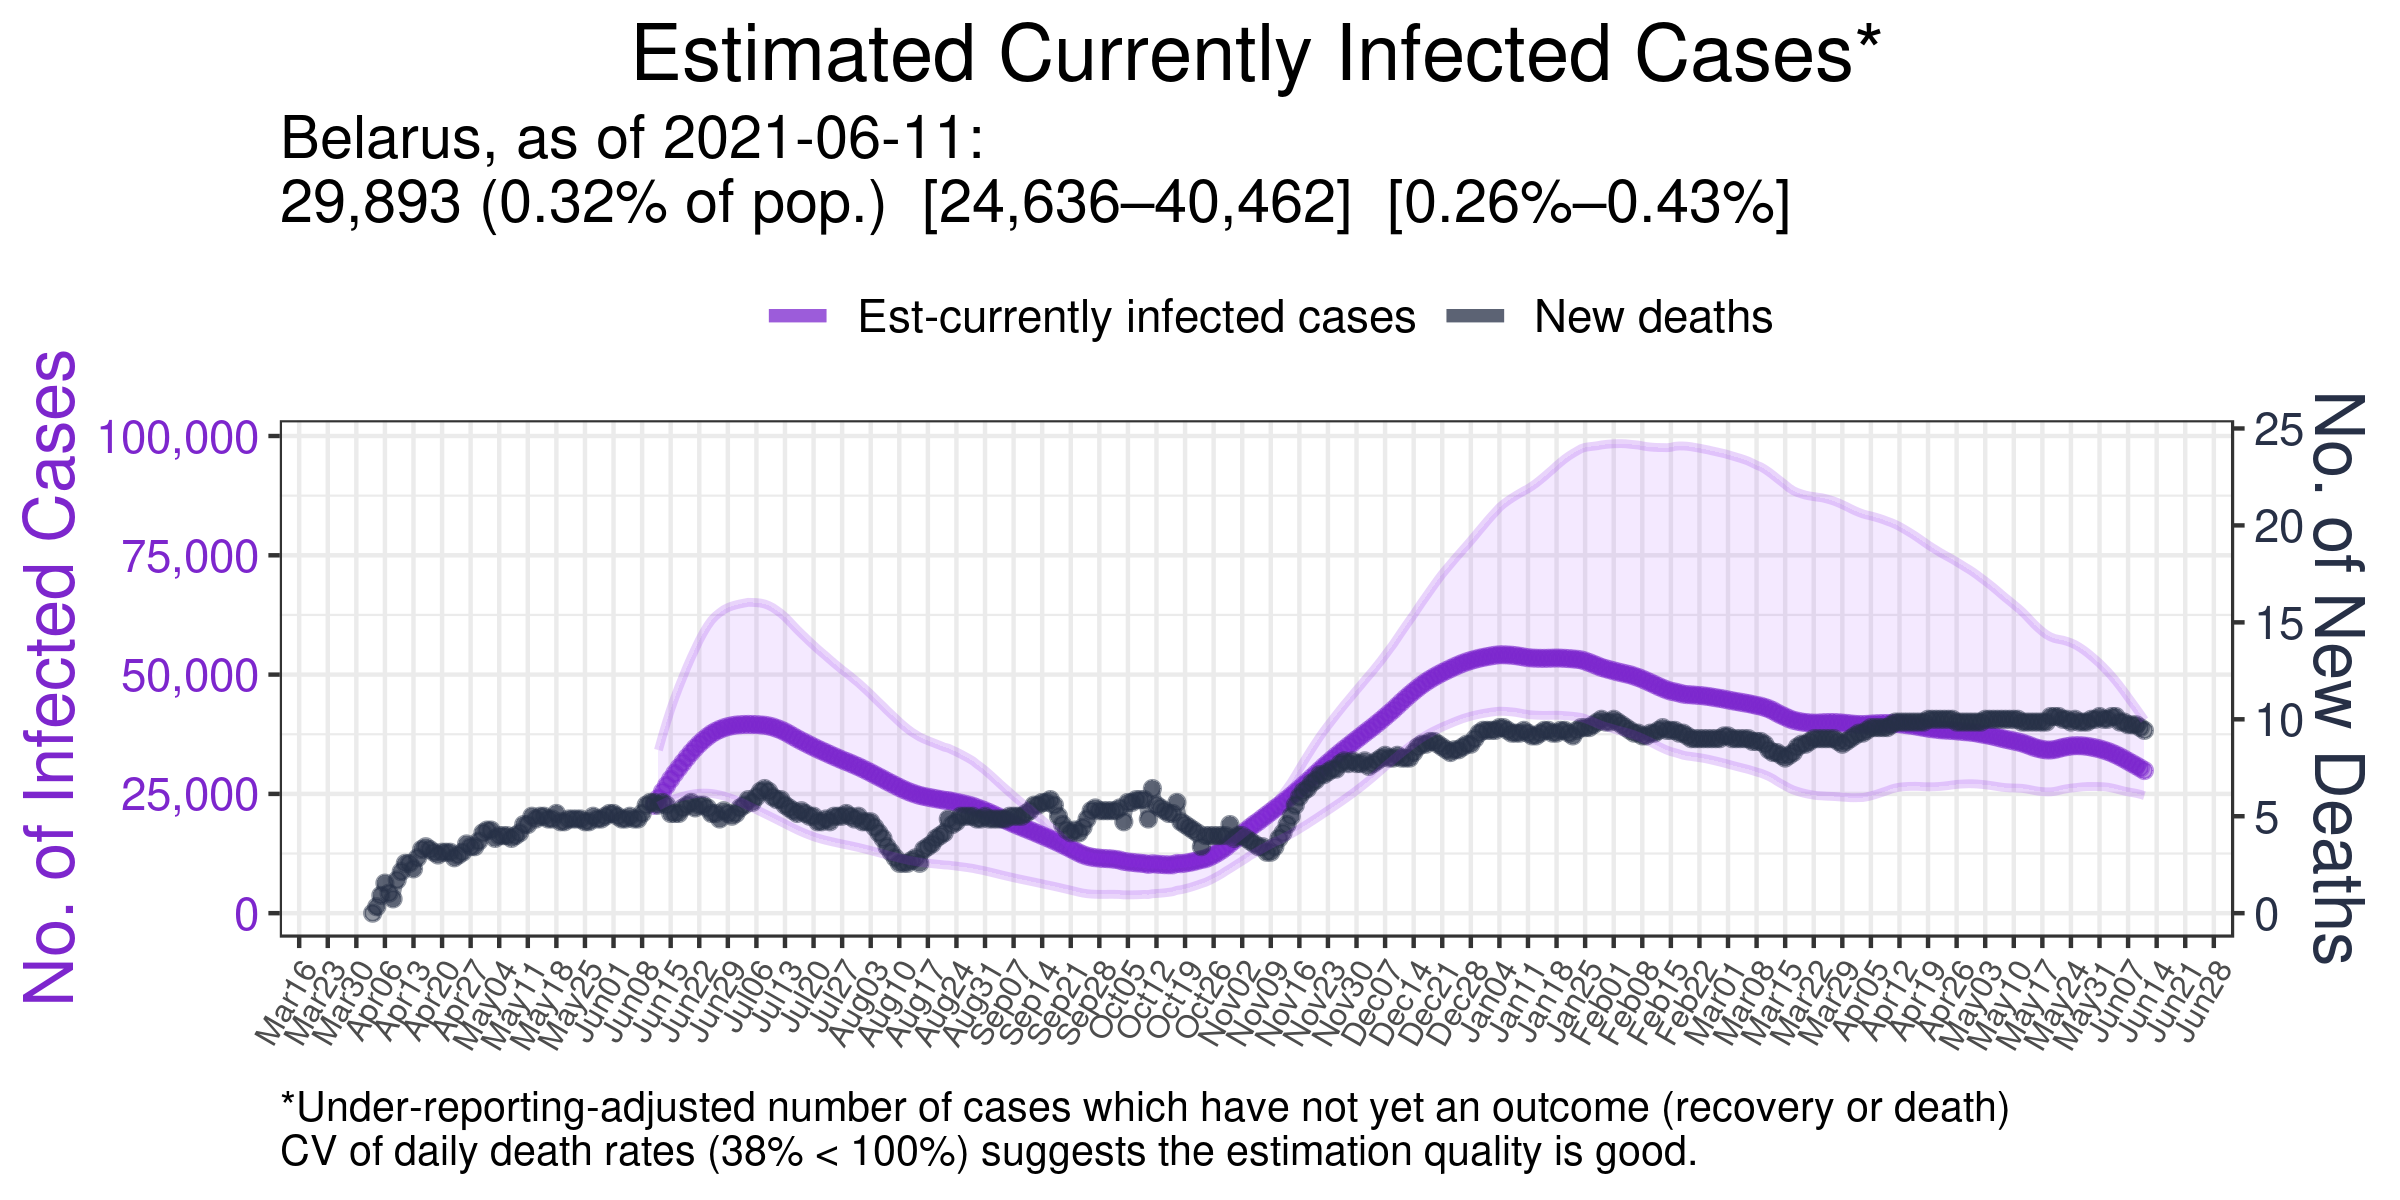 Estimated Currently Infected Cases*
Belarus, as of 2021-06-11:
29,893 (0.32% of pop.)  [24,636–40,462]  [0.26%–0.43%]
Est-currently infected cases
New deaths
No. of Infected Cases
100,000
75,000
50,000
25,000
0
25
20
15
10
5
0
No. of New Deaths
Mar16
Mar23
Mar30
Apr06
Apr13
Apr20
Apr27
May04
May11
May18
May25
Jun01
Jun08
Jun15
Jun22
Jun29
Jul06
Jul13
Jul20
Jul27
Aug03
Aug10
Aug17
Aug24
Aug31
Sep07
Sep14
Sep21
Sep28
Oct05
Oct12
Oct19
Oct26
Nov02
Nov09
Nov16
Nov23
Nov30
Dec07
Dec14
Dec21
Dec28
Jan04
Jan11
Jan18
Jan25
Feb01
Feb08
Feb15
Feb22
Mar01
Mar08
Mar15
Mar22
Mar29
Apr05
Apr12
Apr19
Apr26
May03
May10
May17
May24
May31
Jun07
Jun14
Jun21
Jun28
*Under-reporting-adjusted number of cases which have not yet an outcome (recovery or death)
CV of daily death rates (38% < 100%) suggests the estimation quality is good.